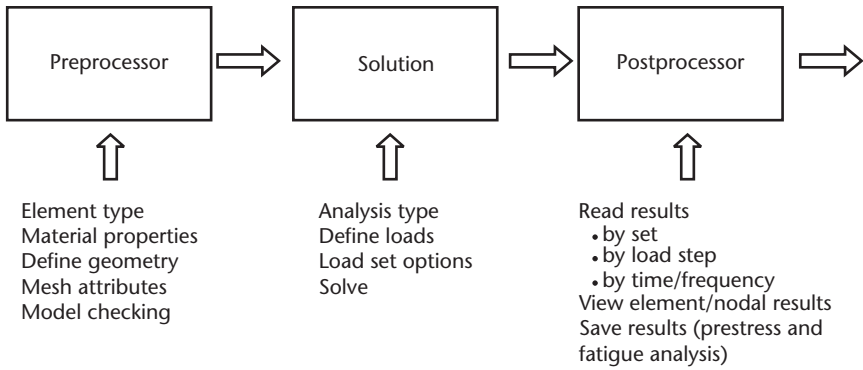 Preprocessor
Solution
Postprocessor
Element type
Material properties
Define geometry
Mesh attributes
Model checking
Analysis type
Define loads
Load set options
Solve
Read results
• by set
• by load step
• by time/frequency
View element/nodal results
Save results (prestress and
fatigue analysis)